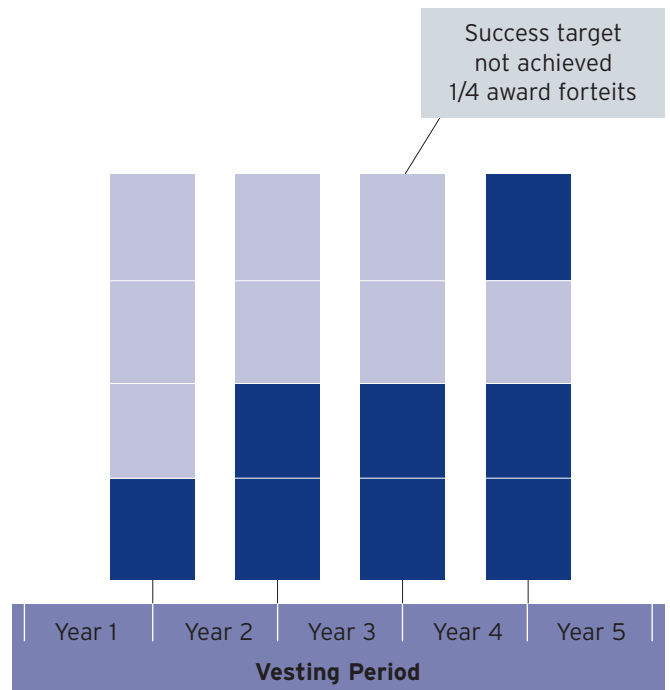 Success target
not achieved
1/4 award forteits
Year 1 Year 2 Year 3 Year 4 Year 5
Vesting Period